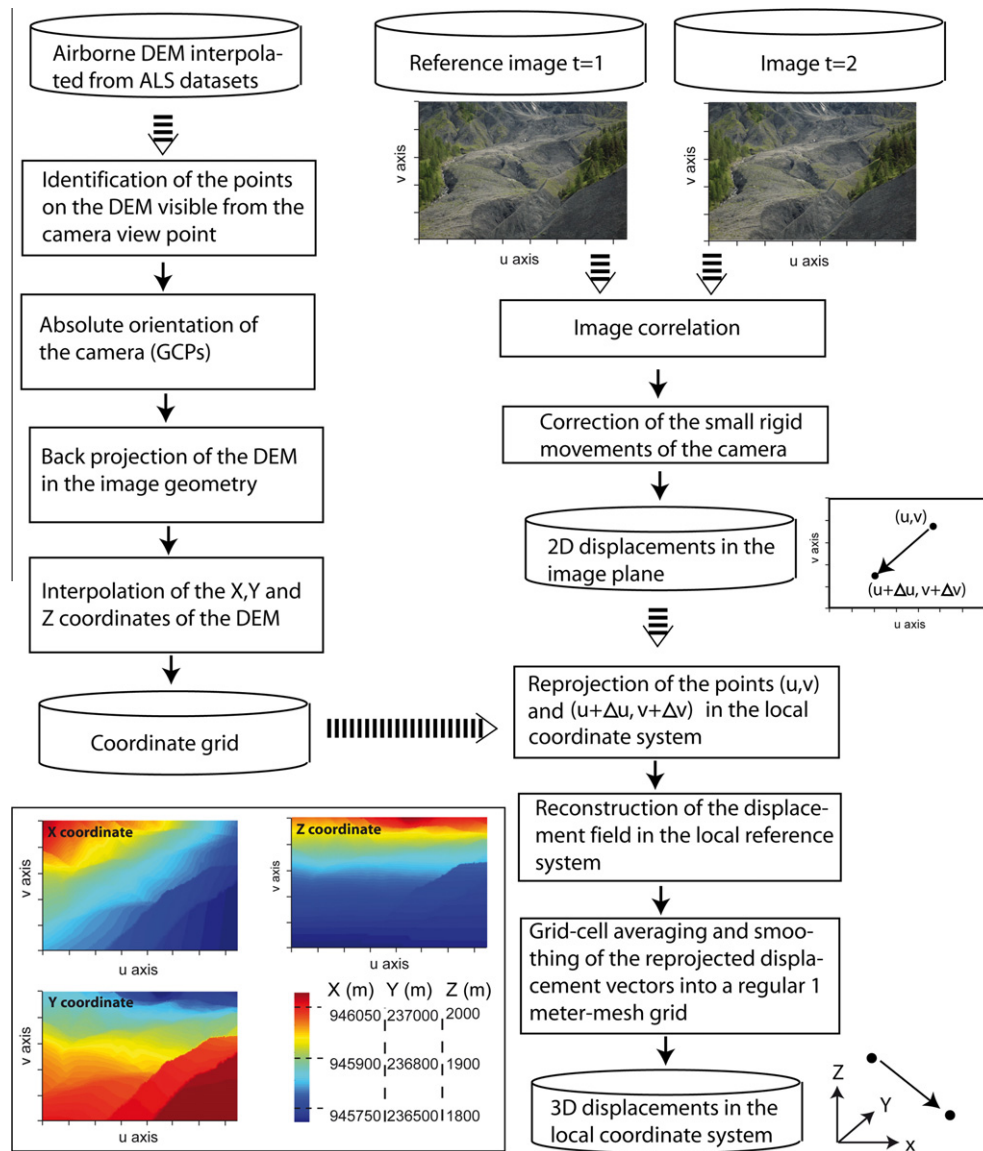 Airborne DEM interpola-
ted from ALS datasets
Identification of the points
on the DEM visible from the
camera view point
Absolute orientation of
the camera (GCPs)
Back projection of the DEM
in the image geometry
Interpolation of the X,Y and
Z coordinates of the DEM
Coordinate grid
Reference image t=1
Image t=2
v axis
u axis
v axis
u axis
Image correlation
Correction of the small rigid
movements of the camera
2D displacements in the
image plane
v axis
(u,v)
(u+Δu, v+Δv)
u axis
Reprojection of the points (u,v)
and (u+Δu, v+Δv) in the local
coordinate system
Reconstruction of the displace-
ment field in the local reference
system
Grid-cell averaging and smoo-
thing of the reprojected displa-
cement vectors into a regular 1
meter-mesh grid
3D displacements in the
local coordinate system
Z
Y
x
X coordinate
v axis
u axis
Z coordinate
v axis
u axis
Y coordinate
v axis
u axis
X (m) Y (m) Z (m)
946050 237000 2000
945900 236800 1900
945750 236500 1800